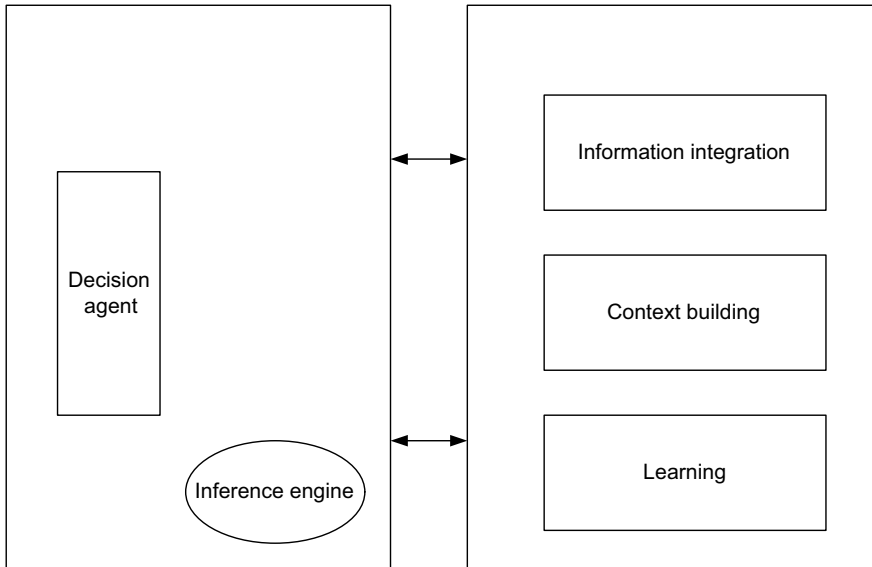 Decision
agent
Inference engine
Information integration
Context building
Learning